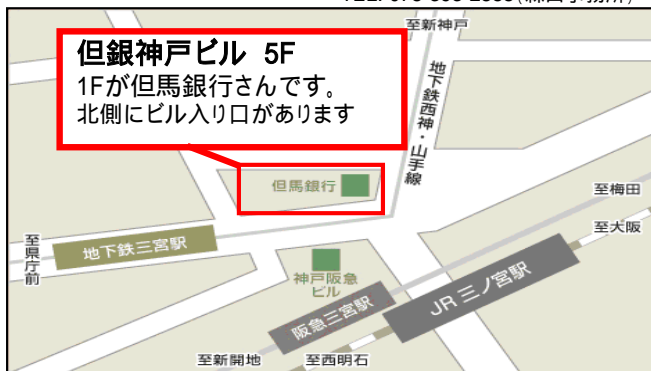 至新神戸
但銀神戸ビル 5F
1Fが但馬銀行さんです。
北側にビル入り口があります
地下鉄西神・山手線
但馬銀行
至梅田
至大阪
至県庁前
地下鉄三宮駅
神戸阪急
ビル
JR三ノ宮駅
阪急三宮駅
至新開地
至西明石